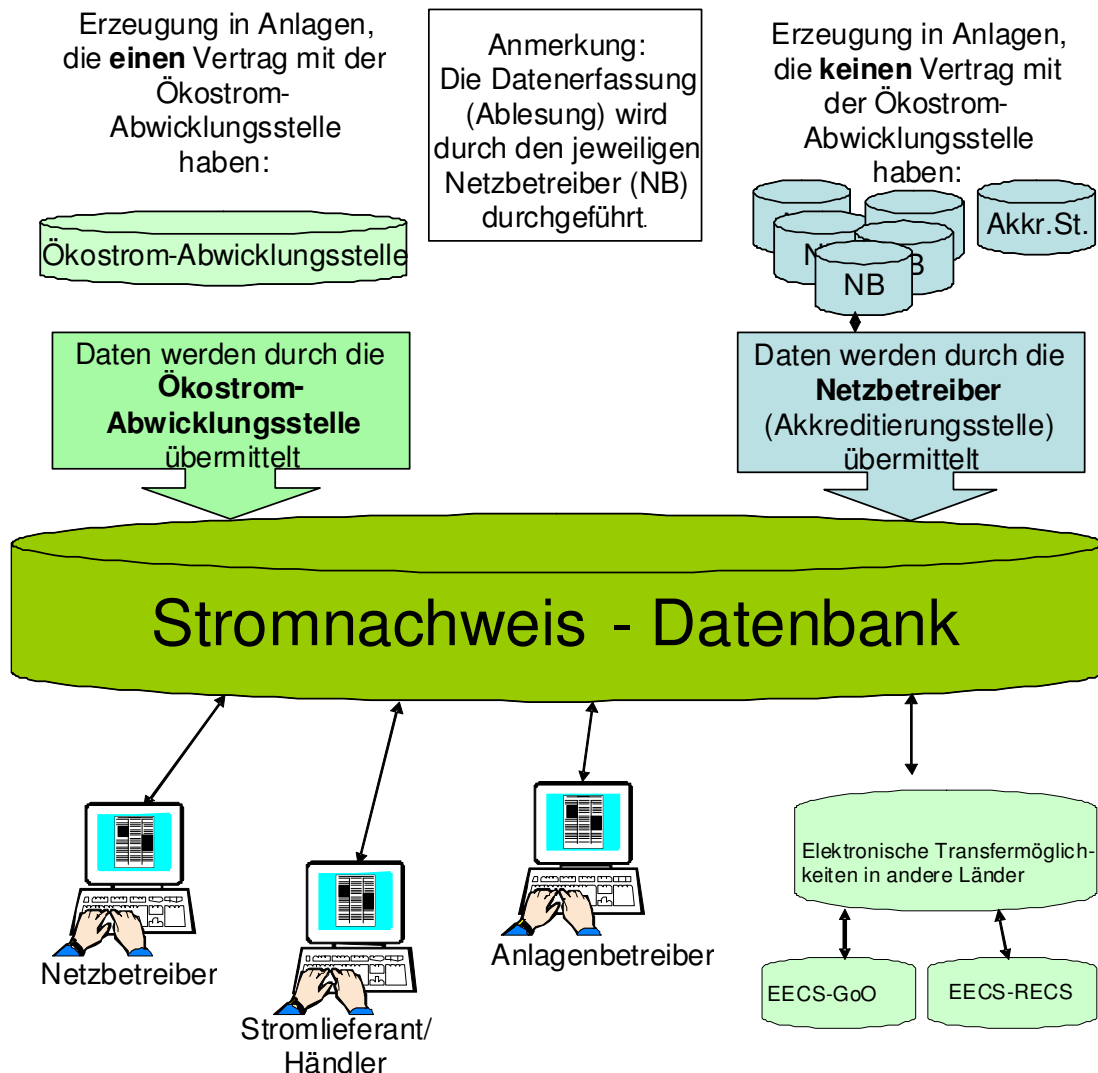 Erzeugung in Anlagen,
die einen Vertrag mit der
Ökostrom-
Abwicklungsstelle
haben:
Ökostrom-Abwicklungsstelle
Anmerkung:
Die Datenerfassung
(Ablesung) wird
durch den jeweiligen
Netzbetreiber (NB)
durchgeführt.
Erzeugung in Anlagen,
die keinen Vertrag mit
der Ökostrom-
Abwicklungsstelle
haben:
Akkr.St.
NB
Daten werden durch die
Ökostrom-
Abwicklungsstelle
übermittelt
Daten werden durch die
Netzbetreiber
(Akkreditierungsstelle)
übermittelt
Stromnachweis - Datenbank
Netzbetreiber
Stromlieferant/
Händler
Anlagenbetreiber
Elektronische Transfermöglich-
keiten in andere Länder
EECS-GoO
EECS-RECS